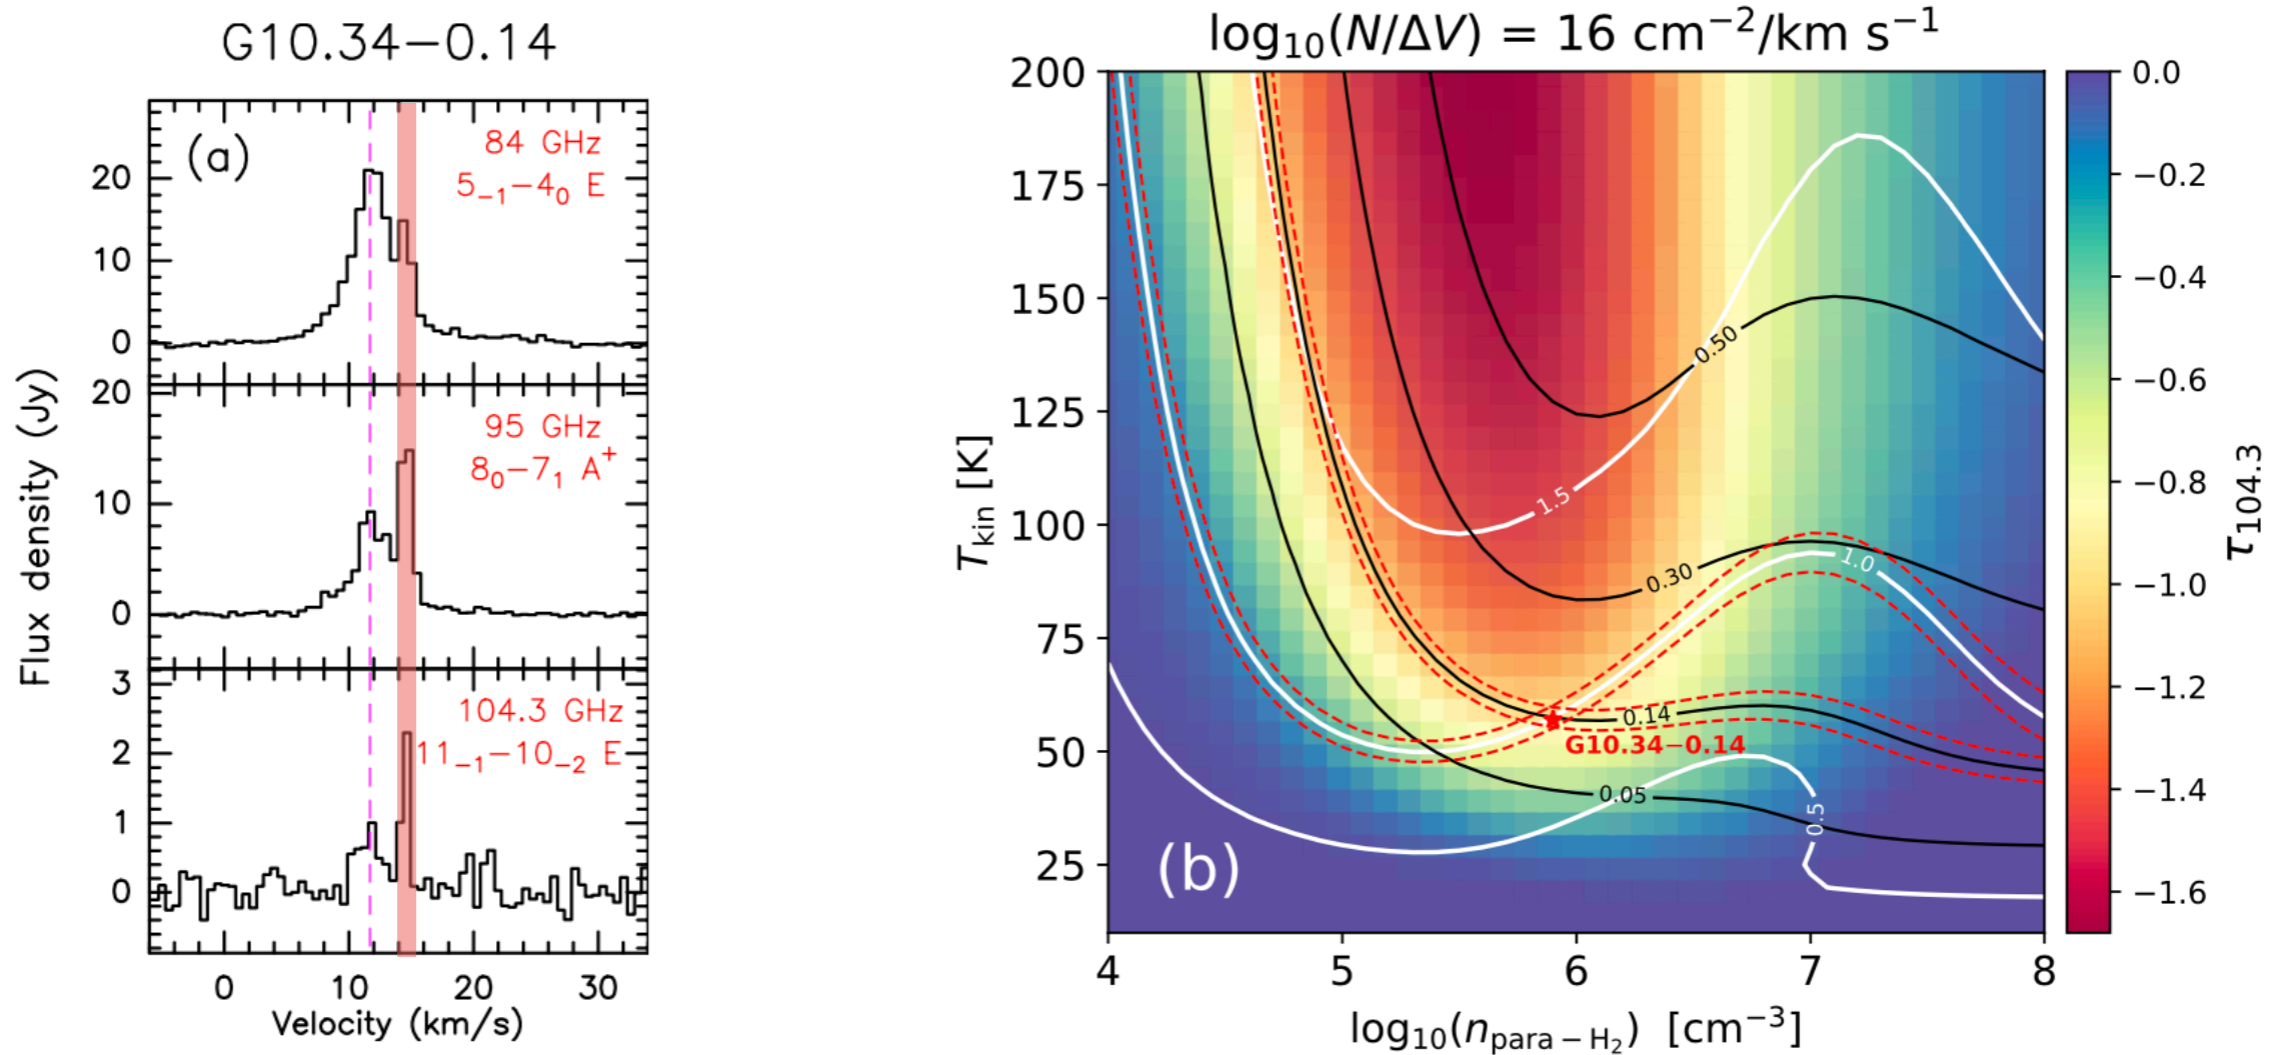 G10.34−0.14
(a)
84 GHz
5₋₁−4₀ E
20
10
0
95 GHz
8₀−7₁ A⁺
20
10
0
104.3 GHz
11₋₁−10₋₂ E
3
2
1
0
0 10 20 30
Velocity (km/s)
Flux density (Jy)
log₁₀(N/ΔV) = 16 cm⁻²/km s⁻¹
200
175
150
125
100
75
50
25
T_kin [K]
0.50
1.5
0.30
1.0
0.14
G10.34−0.14
0.05
0.5
(b)
4 5 6 7 8
log₁₀(n_para−H₂) [cm⁻³]
0.0
−0.2
−0.4
−0.6
−0.8
−1.0
−1.2
−1.4
−1.6
τ₁₀₄.₃